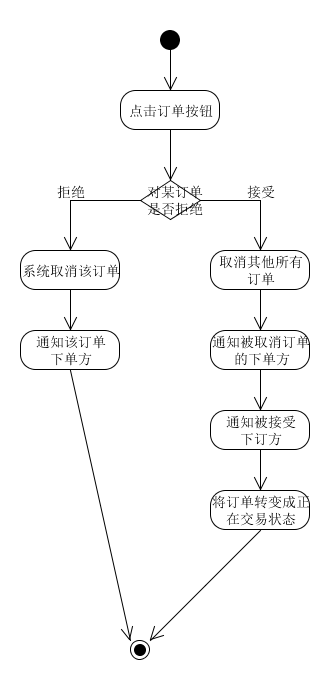 点击订单按钮
拒绝
对某订单
是否拒绝
接受
系统取消该订单
取消其他所有
订单
通知该订单
下单方
通知被取消订单
的下单方
通知被接受
下订方
将订单转变成正
在交易状态